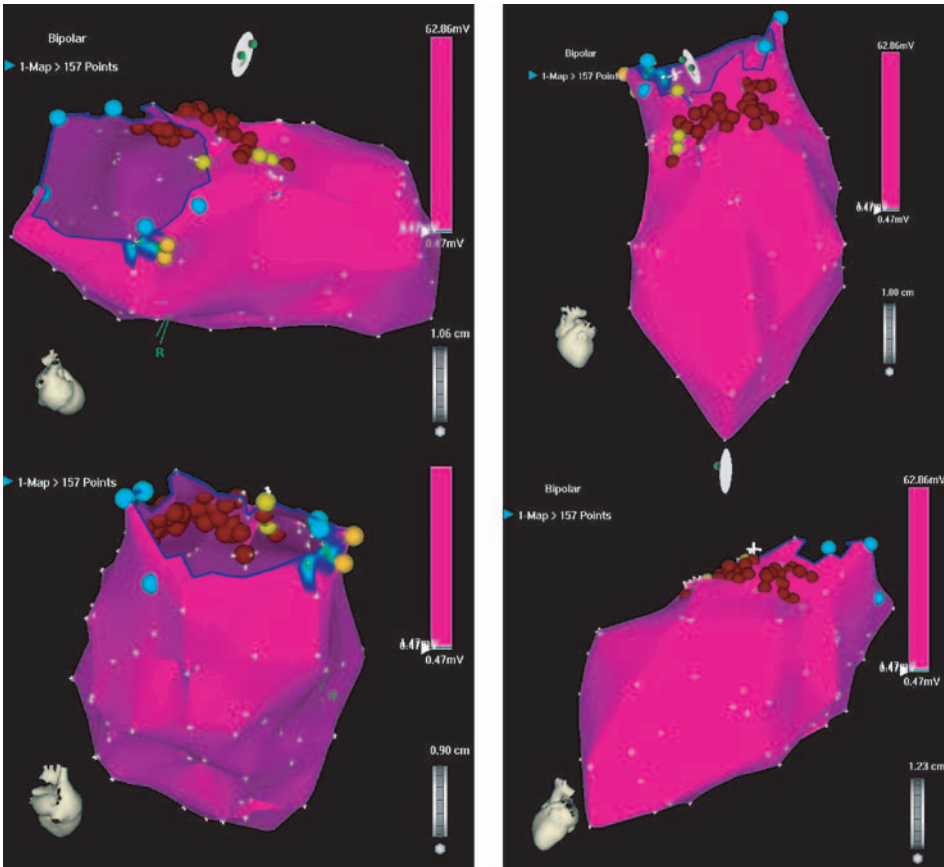 Bipolar
1-Map > 157 Points
62.86mV
0.47mV
1.06 cm
R
Bipolar
1-Map > 157 Point
62.86mV
0.47mV
1.00 cm
1-Map > 157 Points
0.47mV
0.90 cm
Bipolar
1-Map > 157 Points
62.86mV
0.47mV
1.23 cm